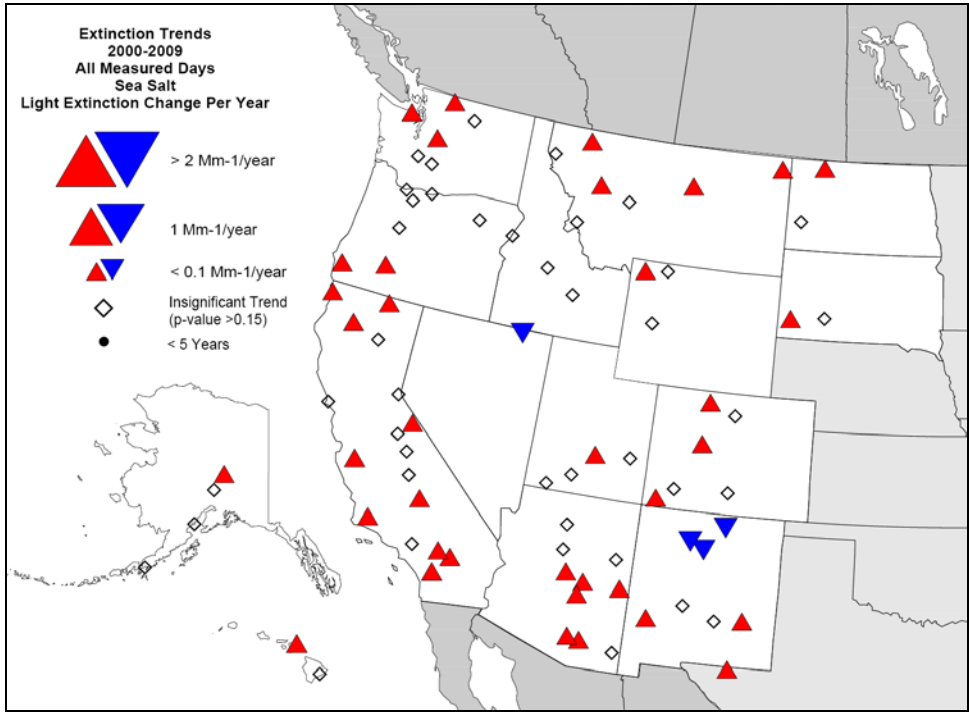 Extinction Trends
2000-2009
All Measured Days
Sea Salt
Light Extinction Change Per Year
> 2 Mm-1/year
1 Mm-1/year
< 0.1 Mm-1/year
Insignificant Trend
(p-value >0.15)
< 5 Years